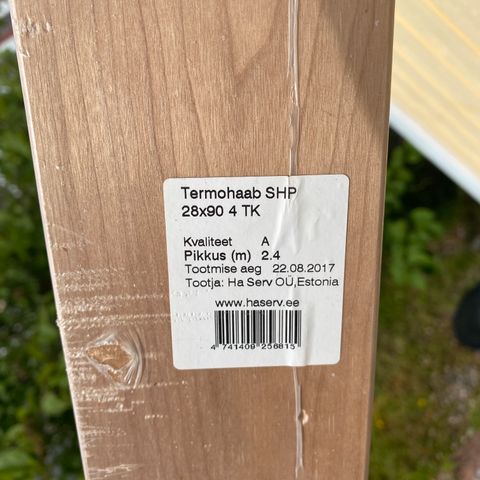 Termohaab SHP
28x90 4 TK
Kvaliteet A
Pikkus (m) 2.4
Tootmise aeg 22.08.2017
Tootja: Ha Serv OÜ,Estonia
www.haserv.ee
4 741409 256815